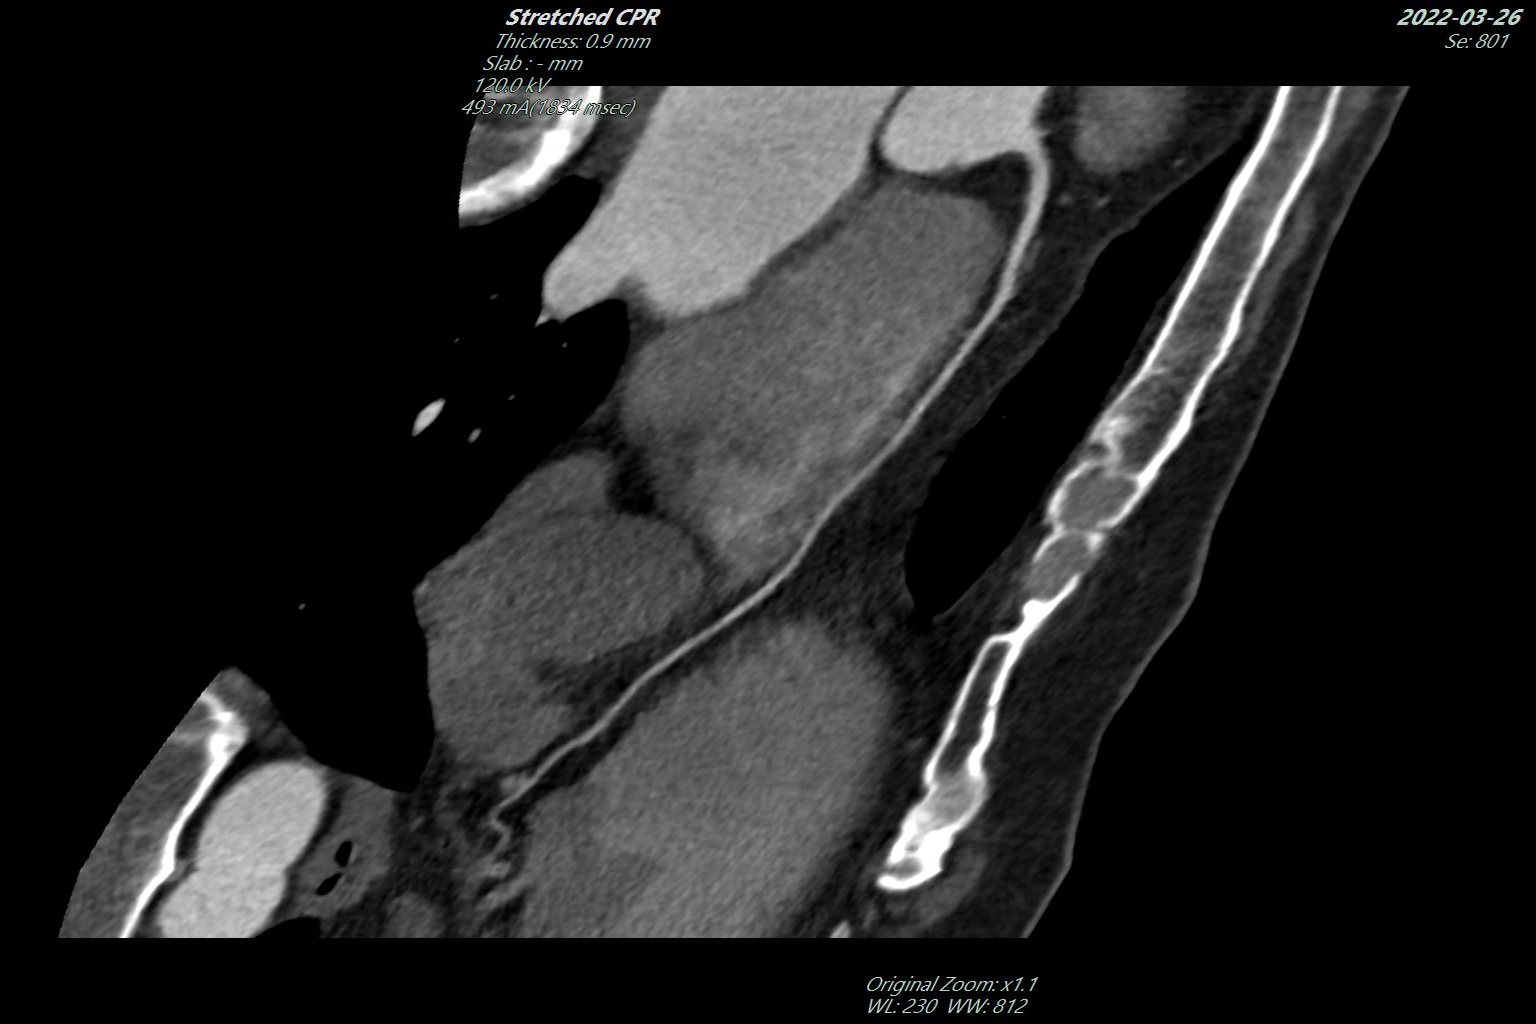 Stretched CPR
Thickness: 0.9 mm
Slab : - mm
120.0 kV
493 mA(1834 msec)
2022-03-26
Se: 801
Original Zoom: x1.1
WL: 230 WW: 812